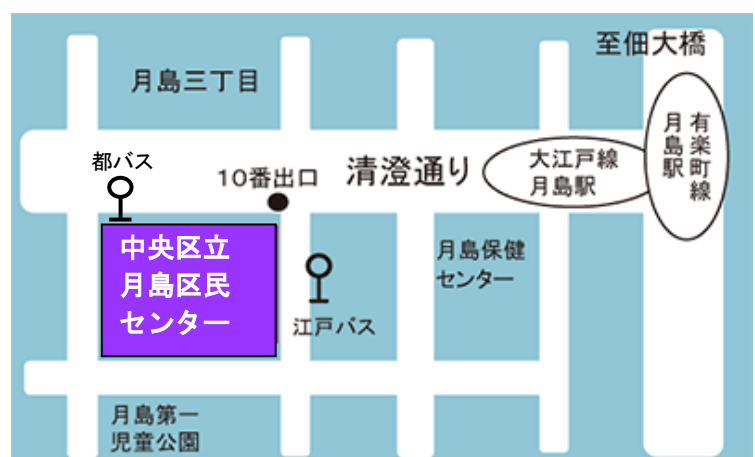 至佃大橋
月島三丁目
都バス
10番出口
清澄通り
大江戸線
月島駅
有楽町線
月島駅
中央区立
月島区民
センター
江戸バス
月島保健
センター
月島第一
児童公園